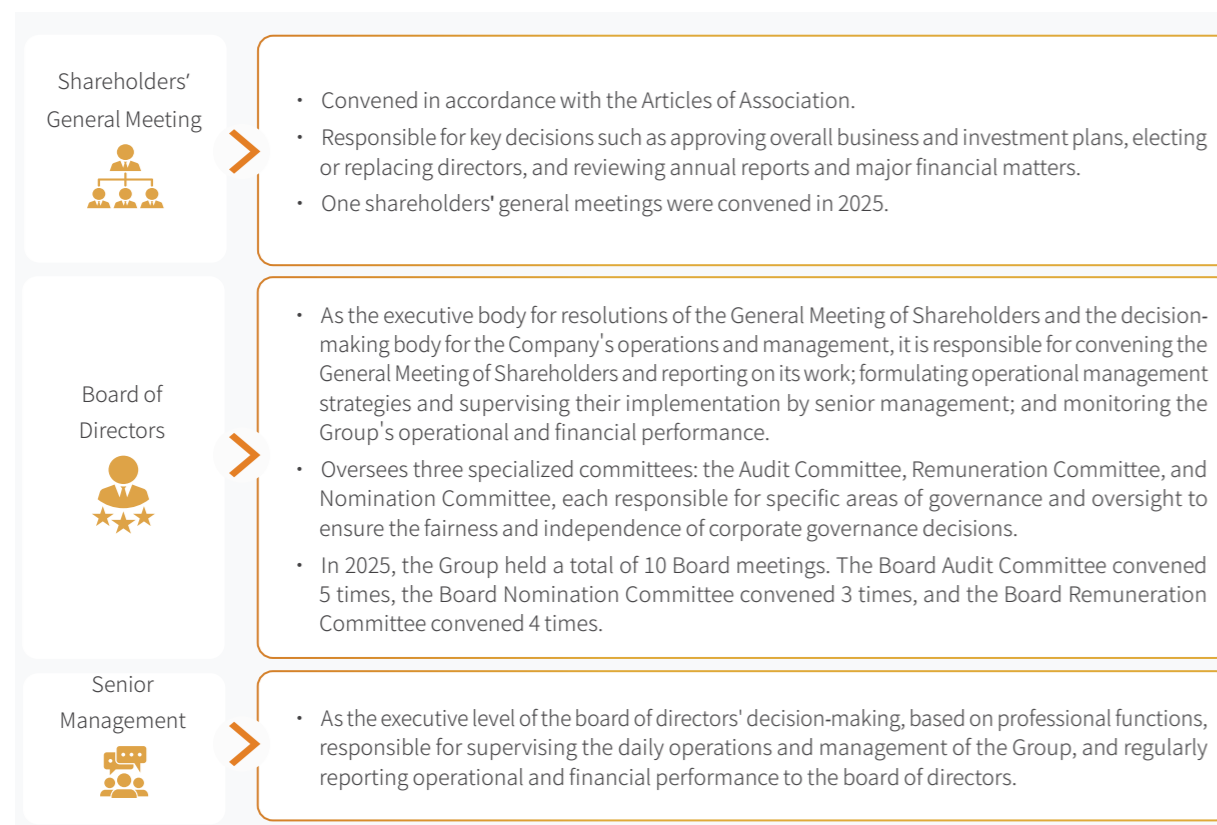 Shareholders'
General Meeting
· Convened in accordance with the Articles of Association.
· Responsible for key decisions such as approving overall business and investment plans, electing
or replacing directors, and reviewing annual reports and major financial matters.
· One shareholders' general meetings were convened in 2025.
Board of
Directors
· As the executive body for resolutions of the General Meeting of Shareholders and the decision-
making body for the Company's operations and management, it is responsible for convening the
General Meeting of Shareholders and reporting on its work; formulating operational management
strategies and supervising their implementation by senior management; and monitoring the
Group's operational and financial performance.
· Oversees three specialized committees: the Audit Committee, Remuneration Committee, and
Nomination Committee, each responsible for specific areas of governance and oversight to
ensure the fairness and independence of corporate governance decisions.
· In 2025, the Group held a total of 10 Board meetings. The Board Audit Committee convened
5 times, the Board Nomination Committee convened 3 times, and the Board Remuneration
Committee convened 4 times.
Senior
Management
· As the executive level of the board of directors' decision-making, based on professional functions,
responsible for supervising the daily operations and management of the Group, and regularly
reporting operational and financial performance to the board of directors.